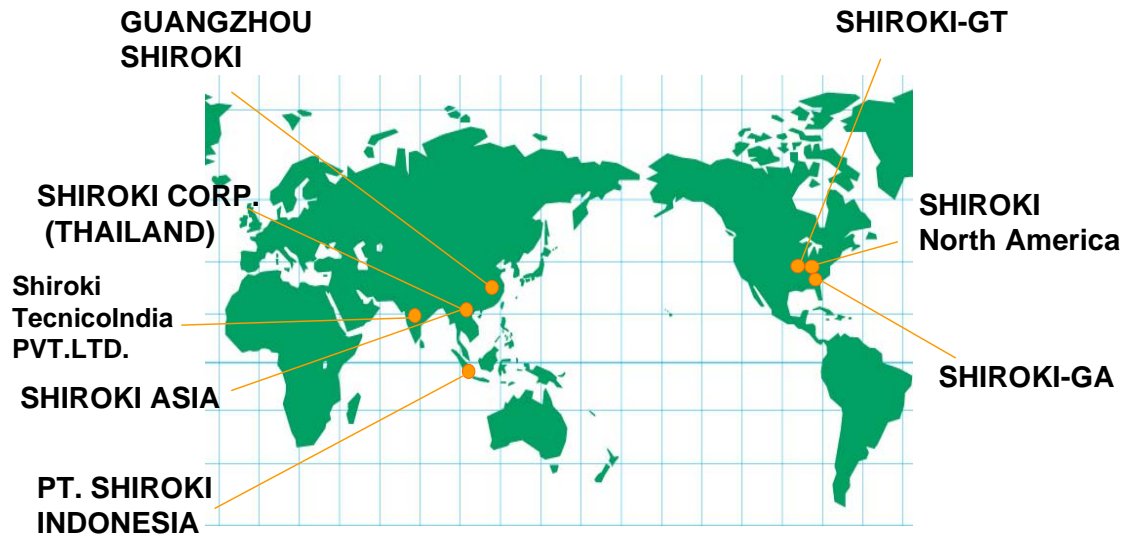 GUANGZHOU
SHIROKI
SHIROKI-GT
SHIROKI CORP.
(THAILAND)
SHIROKI
North America
Shiroki
TecnicoIndia
PVT.LTD.
SHIROKI ASIA
SHIROKI-GA
PT. SHIROKI
INDONESIA